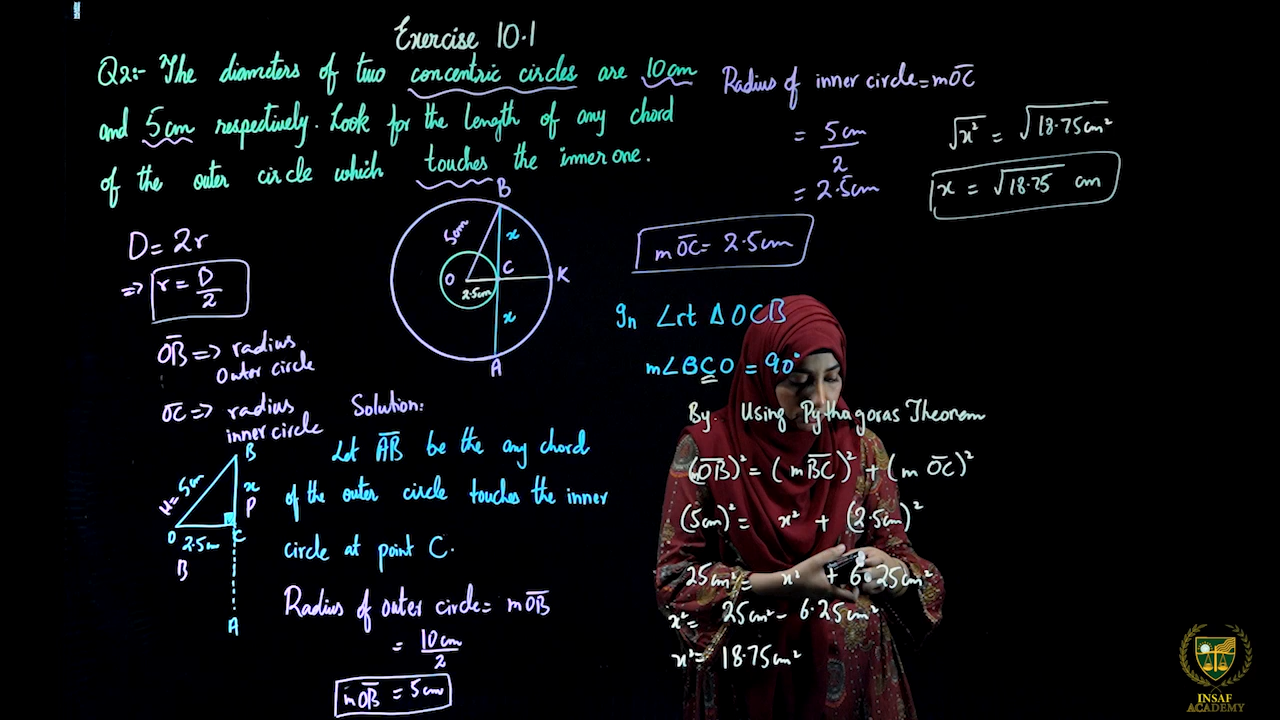 Exercise 10.1
Q2:- The diameters of two concentric circles are 10cm
and 5cm respectively. Look for the length of any chord
of the outer circle which touches the inner one.
D = 2r
=> r = D/2
OB => radius
Outer circle
OC => radius
inner circle
B
5cm
x
O
C
K
2.5cm
x
A
B
H = 5cm
x
P
O
2.5cm
C
B
A
Solution:
Let AB be the any chord
of the outer circle touches the inner
circle at point C.
Radius of outer circle = mOB
= 10cm/2
mOB = 5cm
Radius of inner circle = mOC
= 5cm/2
= 2.5cm
mOC = 2.5cm
In ∠rt ΔOCB
m∠BCO = 90°
By Using Pythagoras Theorem
(mOB)² = (mBC)² + (mOC)²
(5cm)² = x² + (2.5cm)²
25cm² = x² + 6.25cm²
x² = 25cm² - 6.25cm²
x² = 18.75cm²
√x² = √18.75cm²
x = √18.75 cm
INSAF
ACADEMY